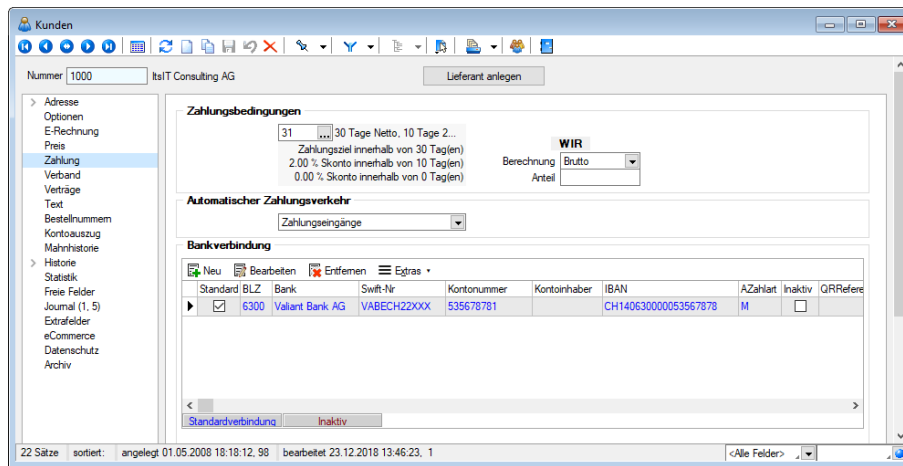 Kunden
Nummer 1000 ItsIT Consulting AG Lieferant anlegen
Adresse
Optionen
E-Rechnung
Preis
Zahlung
Verband
Verträge
Text
Bestellnummern
Kontoauszug
Mahnhistorie
Historie
Statistik
Freie Felder
Journal (1, 5)
Extrafelder
eCommerce
Datenschutz
Archiv
Zahlungsbedingungen
31 ... 30 Tage Netto, 10 Tage 2...
Zahlungsziel innerhalb von 30 Tag(en)
2.00 % Skonto innerhalb von 10 Tag(en)
0.00 % Skonto innerhalb von 0 Tag(en)
WIR
Berechnung Brutto
Anteil
Automatischer Zahlungsverkehr
Zahlungseingänge
Bankverbindung
Neu Bearbeiten Entfernen Extras
Standard BLZ Bank Swift-Nr Kontonummer Kontoinhaber IBAN AZahlart Inaktiv QRRefere
6300 Valiant Bank AG VABECH22XXX 535678781 CH140630000053567878 M
Standardverbindung Inaktiv
22 Sätze sortiert: angelegt 01.05.2008 18:18:12, 98 bearbeitet 23.12.2018 13:46:23, 1 <Alle Felder>